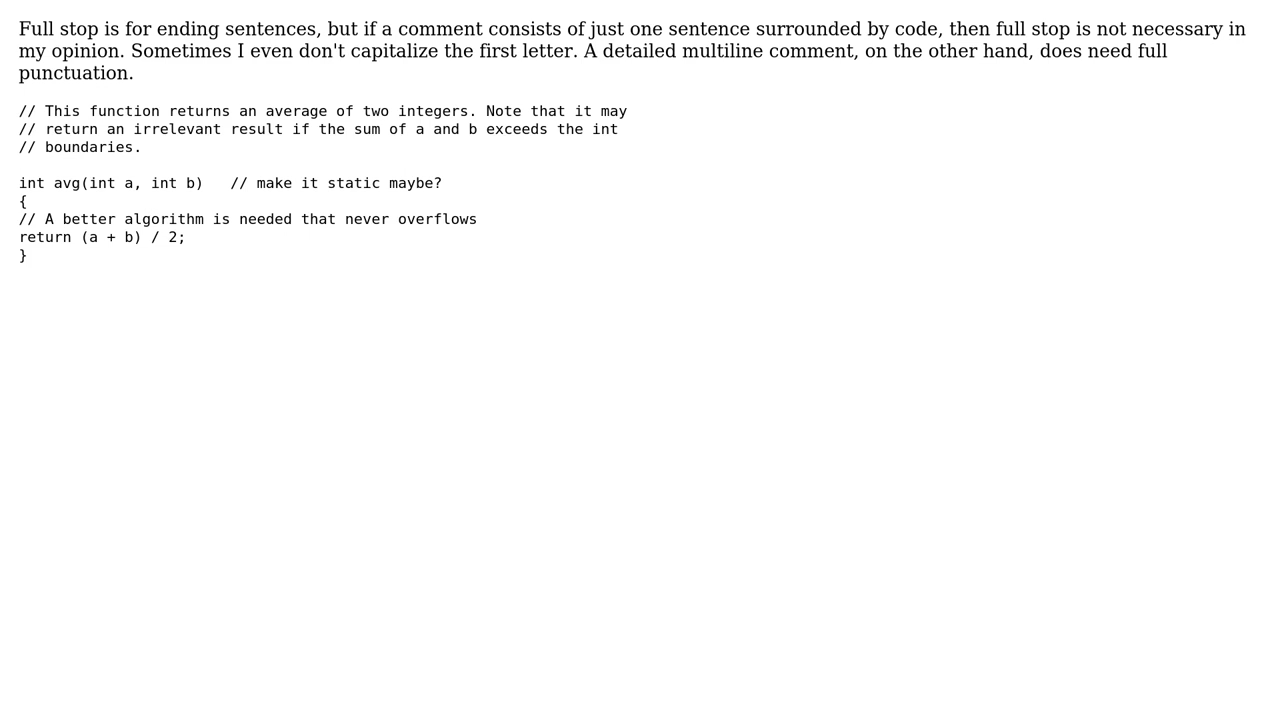 Full stop is for ending sentences, but if a comment consists of just one sentence surrounded by code, then full stop is not necessary in
my opinion. Sometimes I even don't capitalize the first letter. A detailed multiline comment, on the other hand, does need full
punctuation.
// This function returns an average of two integers. Note that it may
// return an irrelevant result if the sum of a and b exceeds the int
// boundaries.
int avg(int a, int b)   // make it static maybe?
{
// A better algorithm is needed that never overflows
return (a + b) / 2;
}